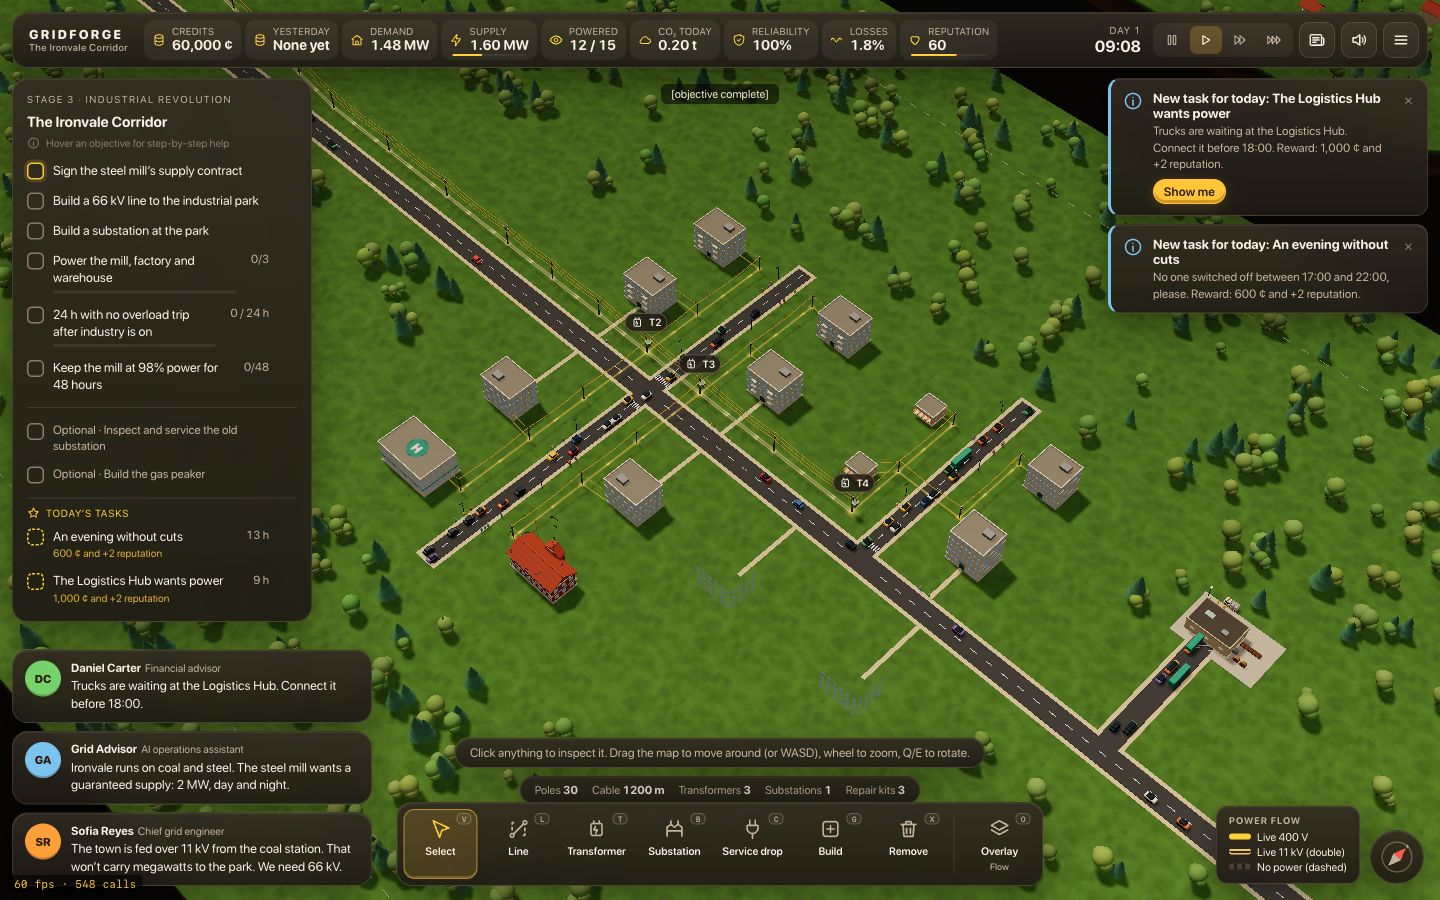 GRIDFORGE
The Ironvale Corridor
CREDITS
60,000 ¢
YESTERDAY
None yet
DEMAND
1.48 MW
SUPPLY
1.60 MW
POWERED
12 / 15
CO₂ TODAY
0.20 t
RELIABILITY
100%
LOSSES
1.8%
REPUTATION
60
DAY 1
09:08
STAGE 3 · INDUSTRIAL REVOLUTION
The Ironvale Corridor
Hover an objective for step-by-step help
Sign the steel mill's supply contract
Build a 66 kV line to the industrial park
Build a substation at the park
Power the mill, factory and 0/3
warehouse
24 h with no overload trip 0 / 24 h
after industry is on
Keep the mill at 98% power for 0/48
48 hours
Optional · Inspect and service the old
substation
Optional · Build the gas peaker
TODAY'S TASKS
An evening without cuts 13 h
600 ¢ and +2 reputation
The Logistics Hub wants power 9 h
1,000 ¢ and +2 reputation
[objective complete]
New task for today: The Logistics Hub ×
wants power
Trucks are waiting at the Logistics Hub.
Connect it before 18:00. Reward: 1,000 ¢ and
+2 reputation.
Show me
New task for today: An evening without ×
cuts
No one switched off between 17:00 and 22:00,
please. Reward: 600 ¢ and +2 reputation.
T2
T3
T4
H
DC
Daniel Carter Financial advisor
Trucks are waiting at the Logistics Hub. Connect it
before 18:00.
GA
Grid Advisor AI operations assistant
Ironvale runs on coal and steel. The steel mill wants a
guaranteed supply: 2 MW, day and night.
SR
Sofia Reyes Chief grid engineer
The town is fed over 11 kV from the coal station. That
won't carry megawatts to the park. We need 66 kV.
60 fps · 548 calls
Click anything to inspect it. Drag the map to move around (or WASD), wheel to zoom, Q/E to rotate.
Poles 30 Cable 1 200 m Transformers 3 Substations 1 Repair kits 3
V
Select
L
Line
T
Transformer
B
Substation
C
Service drop
G
Build
X
Remove
O
Overlay
Flow
POWER FLOW
Live 400 V
Live 11 kV (double)
No power (dashed)